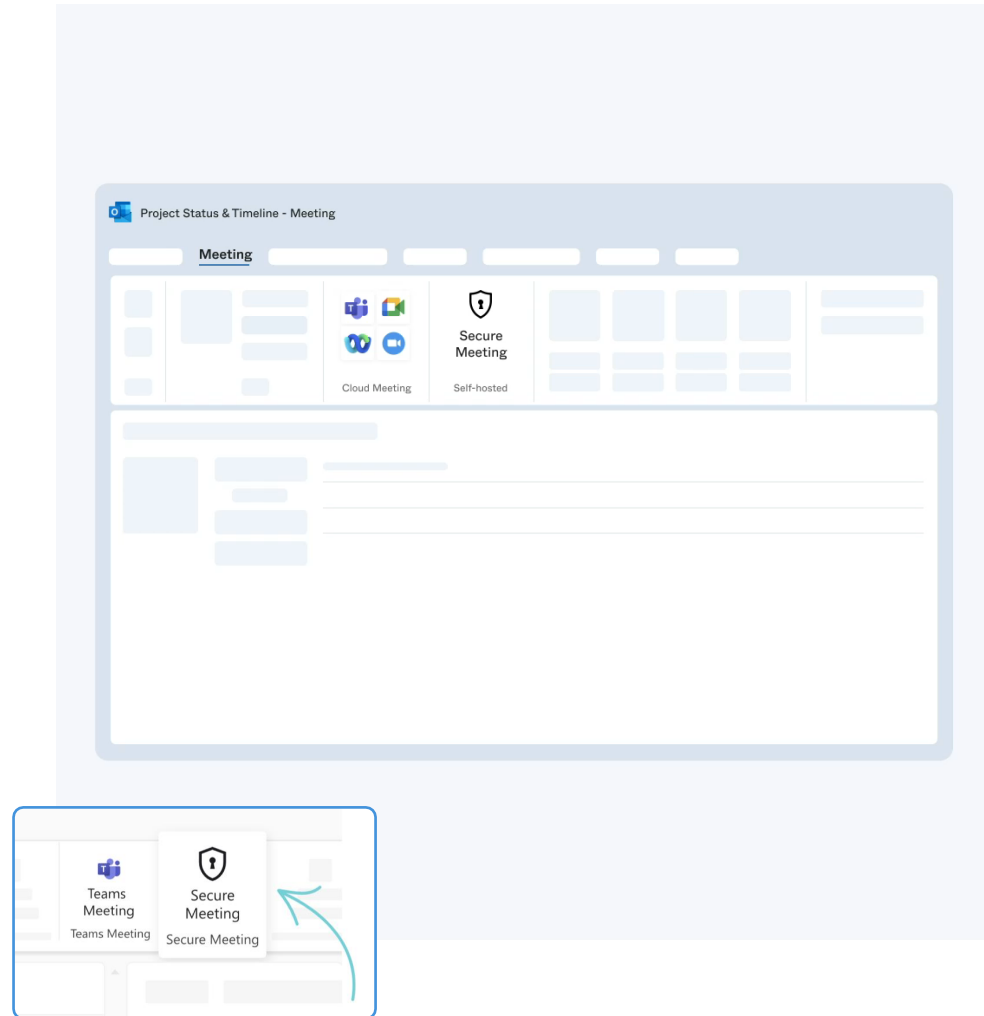 Project Status & Timeline - Meeting
Meeting
Secure
Meeting
Cloud Meeting
Self-hosted
Teams
Meeting
Teams Meeting
Secure
Meeting
Secure Meeting